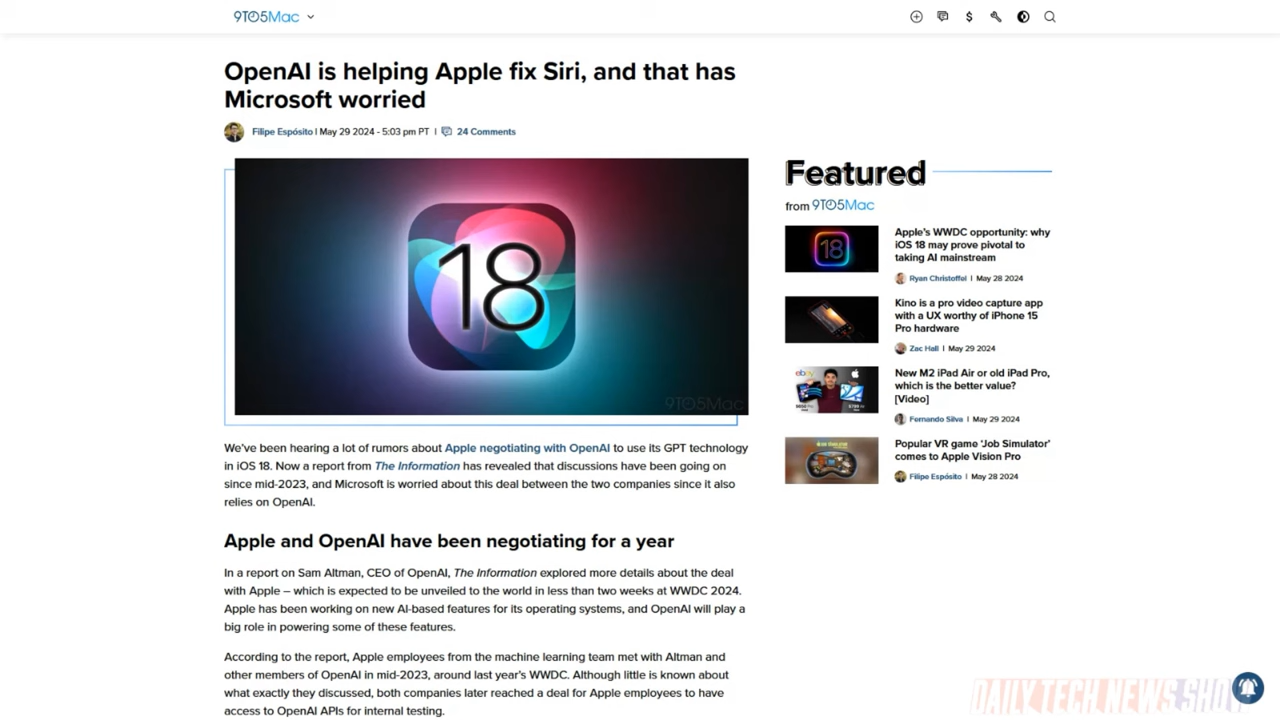 9TO5Mac
OpenAI is helping Apple fix Siri, and that has
Microsoft worried
Filipe Espósito | May 29 2024 - 5:03 pm PT | 24 Comments
18
9TO5Mac
We've been hearing a lot of rumors about Apple negotiating with OpenAI to use its GPT technology
in iOS 18. Now a report from The Information has revealed that discussions have been going on
since mid-2023, and Microsoft is worried about this deal between the two companies since it also
relies on OpenAI.
Apple and OpenAI have been negotiating for a year
In a report on Sam Altman, CEO of OpenAI, The Information explored more details about the deal
with Apple – which is expected to be unveiled to the world in less than two weeks at WWDC 2024.
Apple has been working on new AI-based features for its operating systems, and OpenAI will play a
big role in powering some of these features.
According to the report, Apple employees from the machine learning team met with Altman and
other members of OpenAI in mid-2023, around last year's WWDC. Although little is known about
what exactly they discussed, both companies later reached a deal for Apple employees to have
access to OpenAI APIs for internal testing.
Featured
from 9TO5Mac
18
Apple's WWDC opportunity: why
iOS 18 may prove pivotal to
taking AI mainstream
Ryan Christoffel | May 28 2024
Kino is a pro video capture app
with a UX worthy of iPhone 15
Pro hardware
Zac Hall | May 29 2024
ebay
New M2 iPad Air or old iPad Pro,
which is the better value?
[Video]
Fernando Silva | May 29 2024
Popular VR game 'Job Simulator'
comes to Apple Vision Pro
Filipe Espósito | May 28 2024
DAILY TECH NEWS SHOW